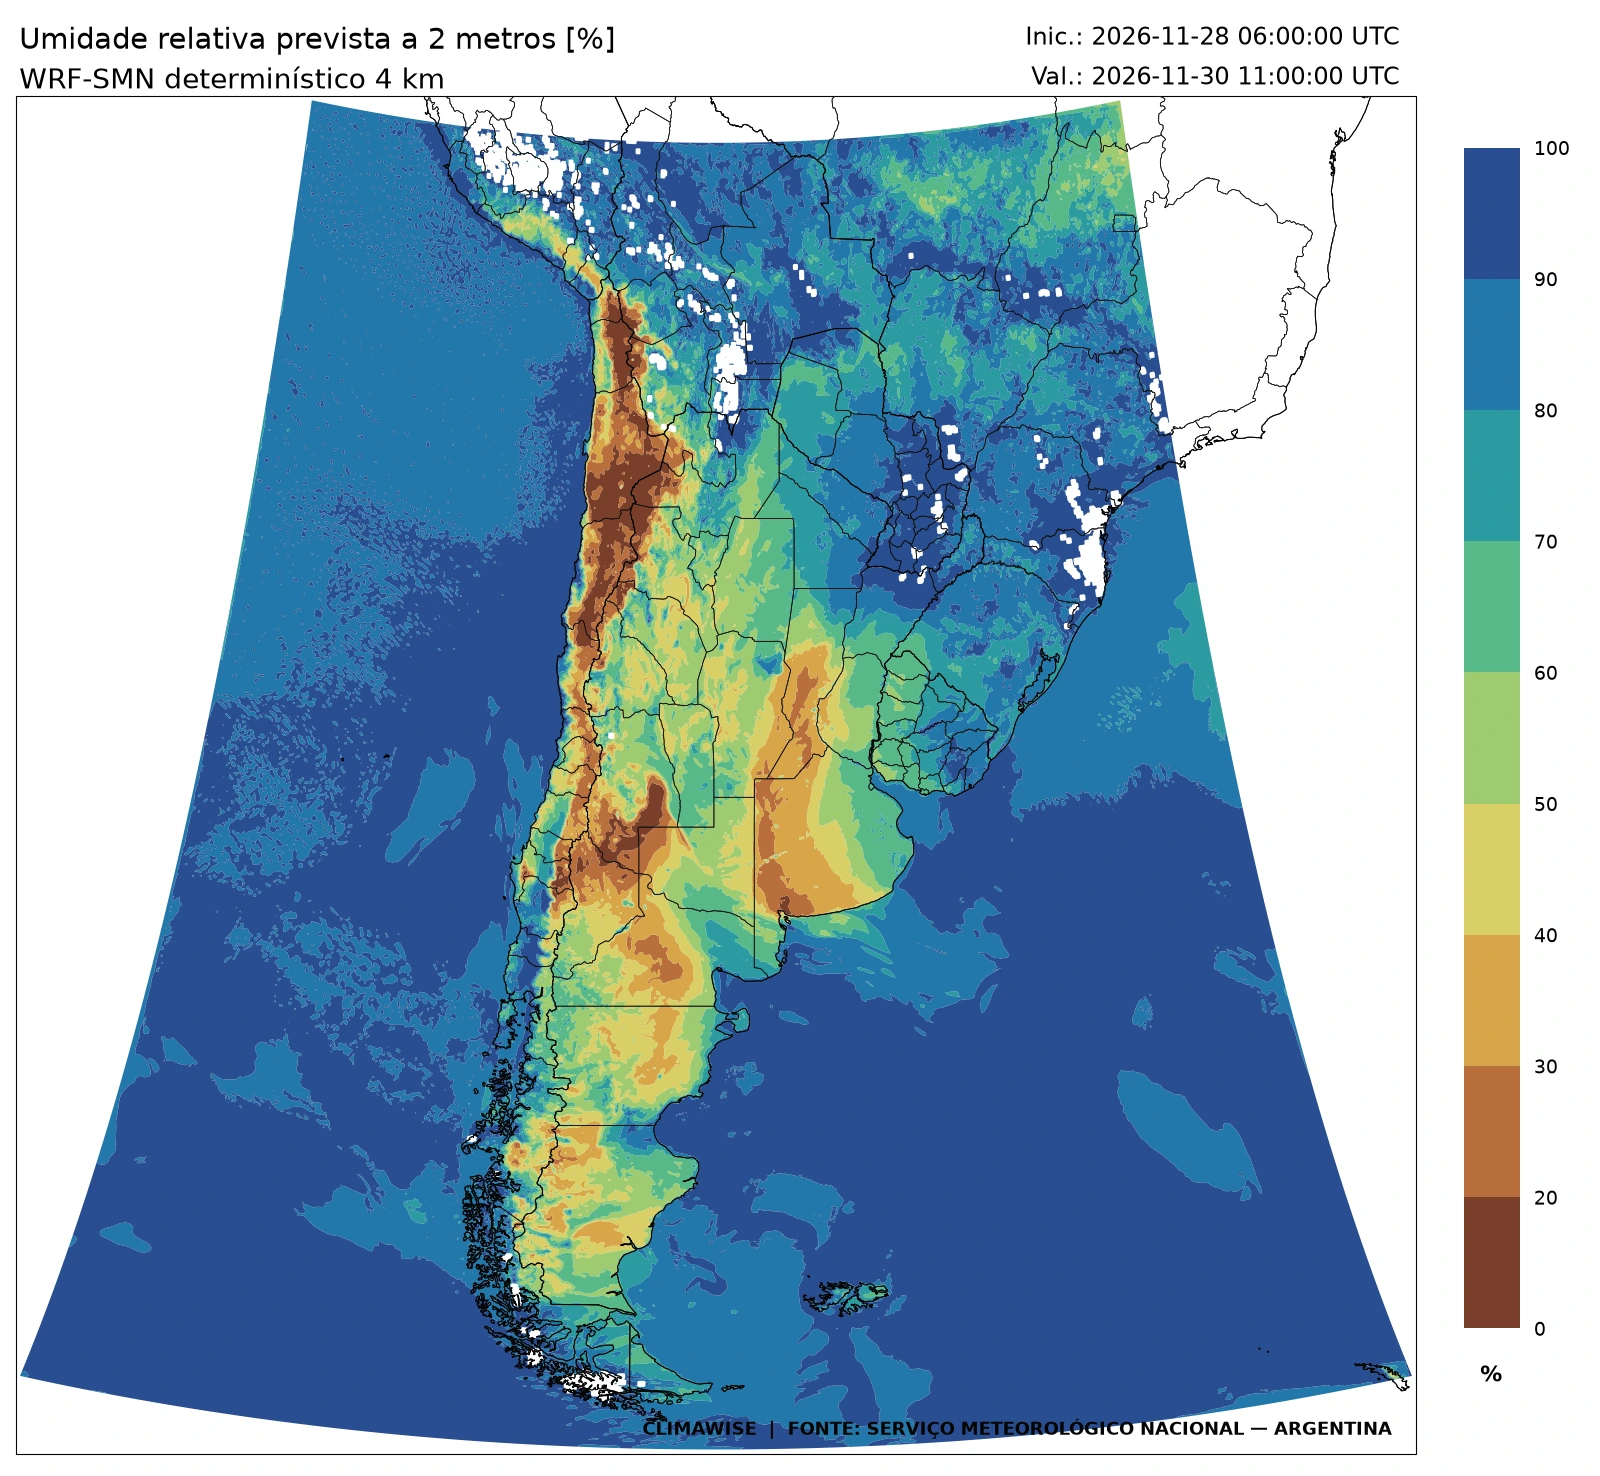 Umidade relativa prevista a 2 metros [%]
WRF-SMN determinístico 4 km
Inic.: 2026-11-28 06:00:00 UTC
Val.: 2026-11-30 11:00:00 UTC
100
90
80
70
60
50
40
30
20
0
%
CLIMAWISE | FONTE: SERVIÇO METEOROLÓGICO NACIONAL — ARGENTINA